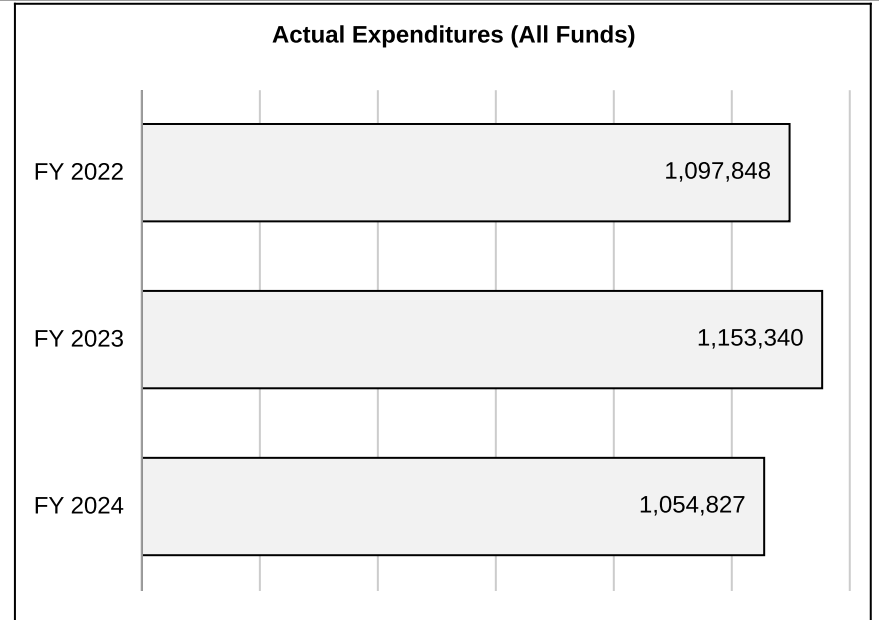 Actual Expenditures (All Funds)
FY 2022 1,097,848
FY 2023 1,153,340
FY 2024 1,054,827